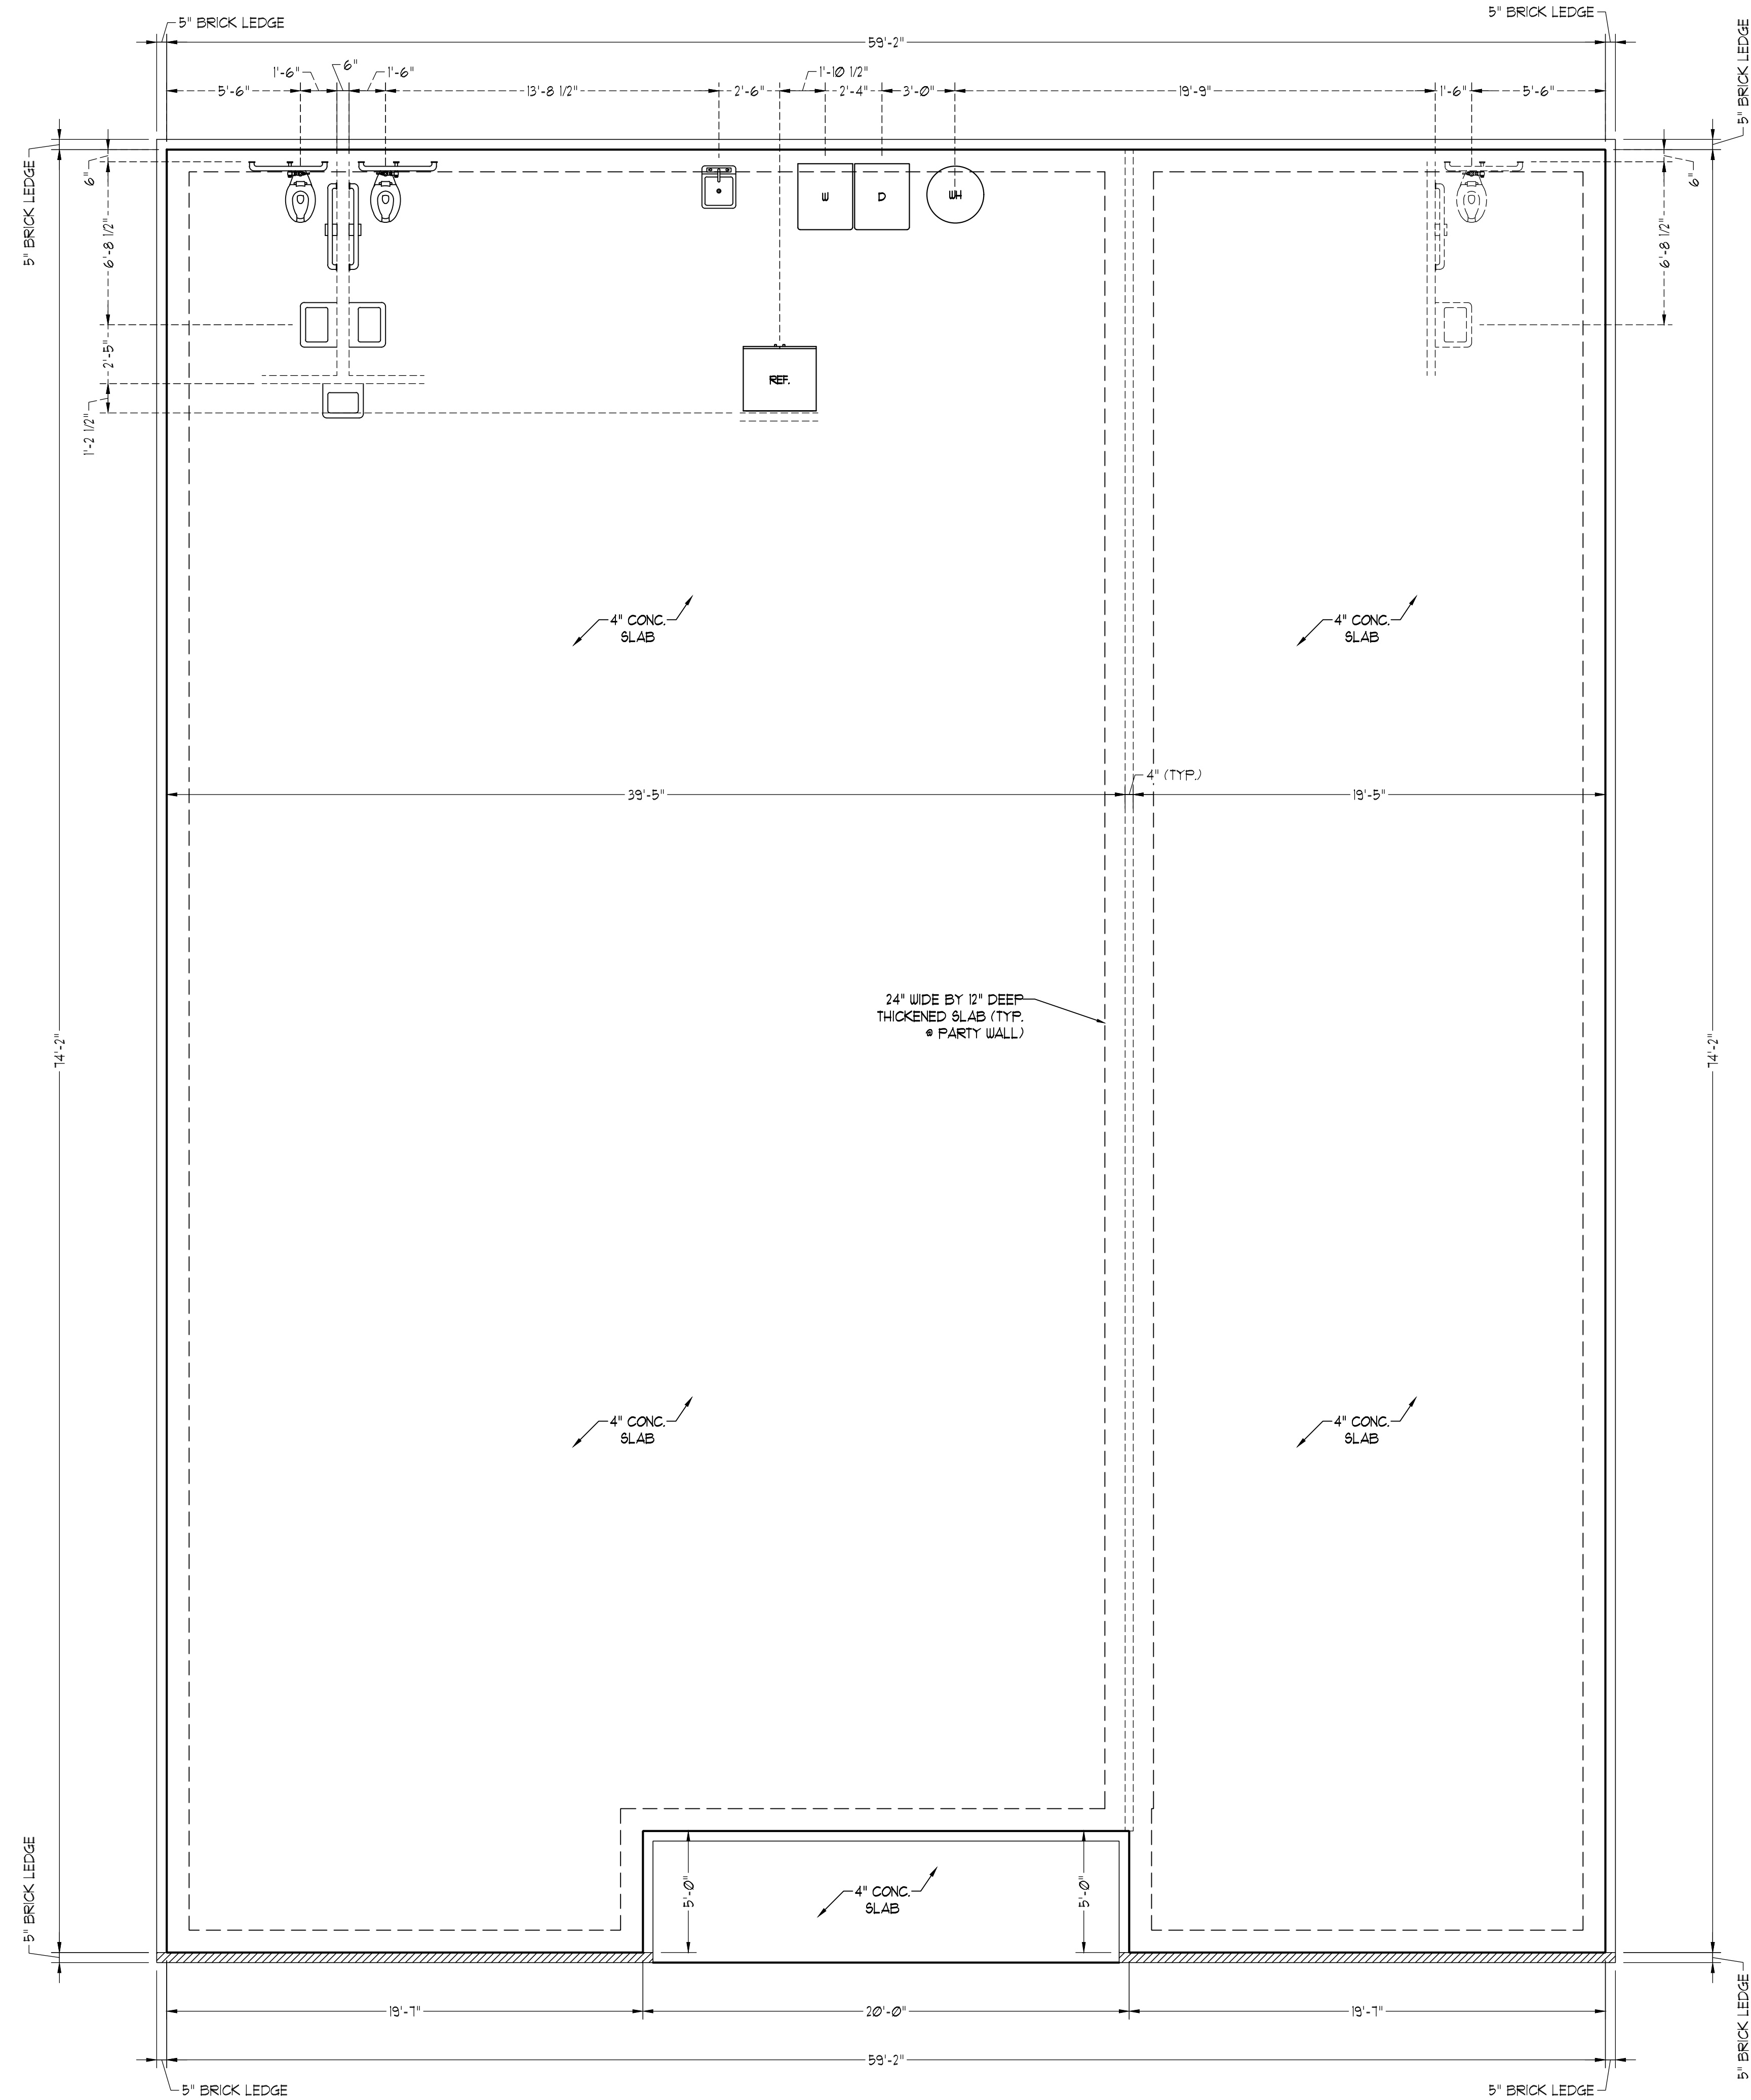 5" BRICK LEDGE
5" BRICK LEDGE
59'-2"
5" BRICK LEDGE
5'-6"
1'-6"
6"
1'-6"
13'-8 1/2"
2'-6"
1'-10 1/2"
2'-4"
3'-0"
19'-9"
1'-6"
5'-6"
5" BRICK LEDGE
6"
6'-8 1/2"
2'-5"
1'-2 1/2"
W
D
WH
6"
6'-8 1/2"
REF.
4" CONC.
SLAB
4" CONC.
SLAB
4" (TYP.)
39'-5"
19'-5"
24" WIDE BY 12" DEEP
THICKENED SLAB (TYP.
@ PARTY WALL)
74'-2"
74'-2"
4" CONC.
SLAB
4" CONC.
SLAB
5'-0"
4" CONC.
SLAB
5'-0"
5" BRICK LEDGE
5" BRICK LEDGE
19'-7"
20'-0"
19'-7"
59'-2"
5" BRICK LEDGE
5" BRICK LEDGE